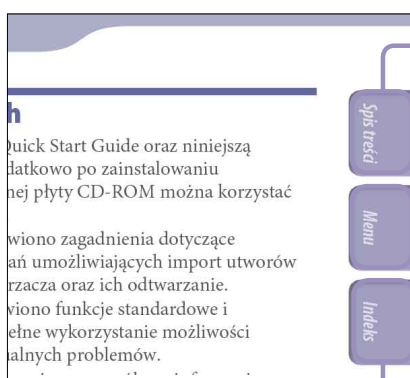 h
Quick Start Guide oraz niniejszą
datkowo po zainstalowaniu
nej płyty CD-ROM można korzystać
wiono zagadnienia dotyczące
ań umożliwiających import utworów
rzacza oraz ich odtwarzanie.
wiono funkcje standardowe i
ełne wykorzystanie możliwości
alnych problemów.
Spis treści
Menu
Indeks